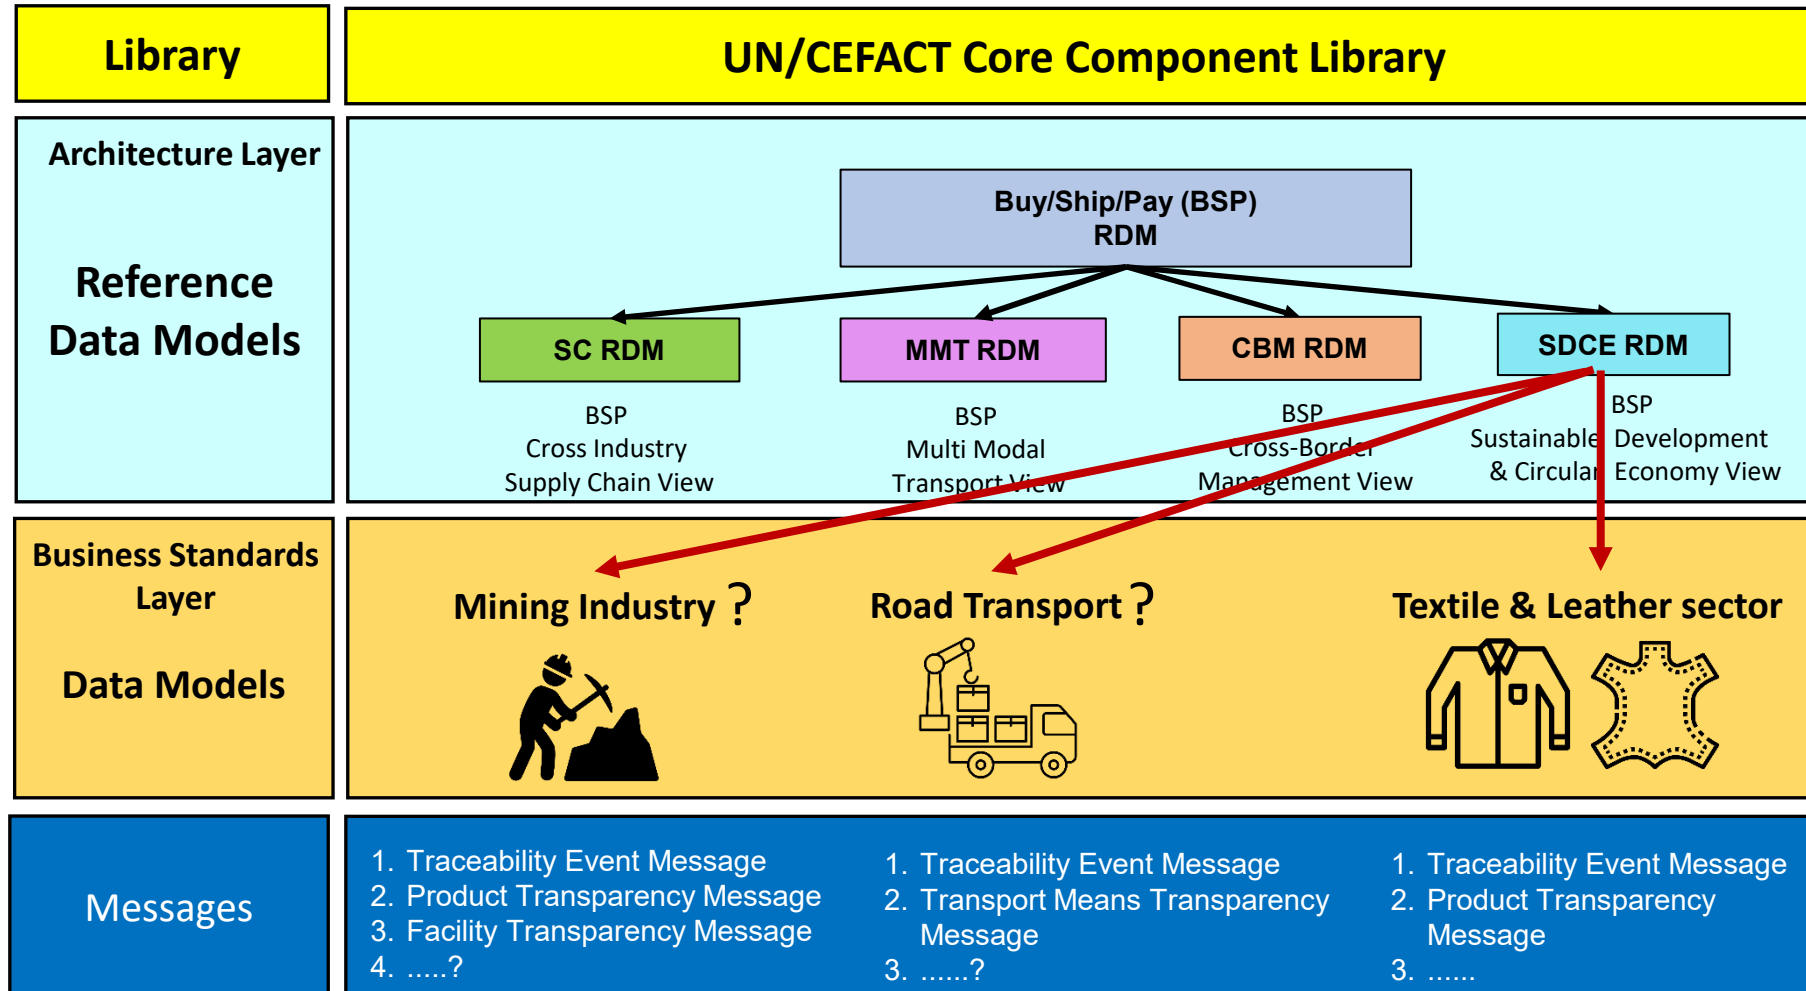 Library
UN/CEFACT Core Component Library
Architecture Layer
Reference
Data Models
Buy/Ship/Pay (BSP)
RDM
SC RDM
MMT RDM
CBM RDM
SDCE RDM
BSP
Cross Industry
Supply Chain View
BSP
Multi Modal
Transport View
BSP
Cross-Border
Management View
BSP
Sustainable Development
& Circular Economy View
Business Standards
Layer
Data Models
Mining Industry ?
Road Transport ?
Textile & Leather sector
Messages
1. Traceability Event Message
2. Product Transparency Message
3. Facility Transparency Message
4. .....?
1. Traceability Event Message
2. Transport Means Transparency
Message
3. ......?
1. Traceability Event Message
2. Product Transparency
Message
3. ......